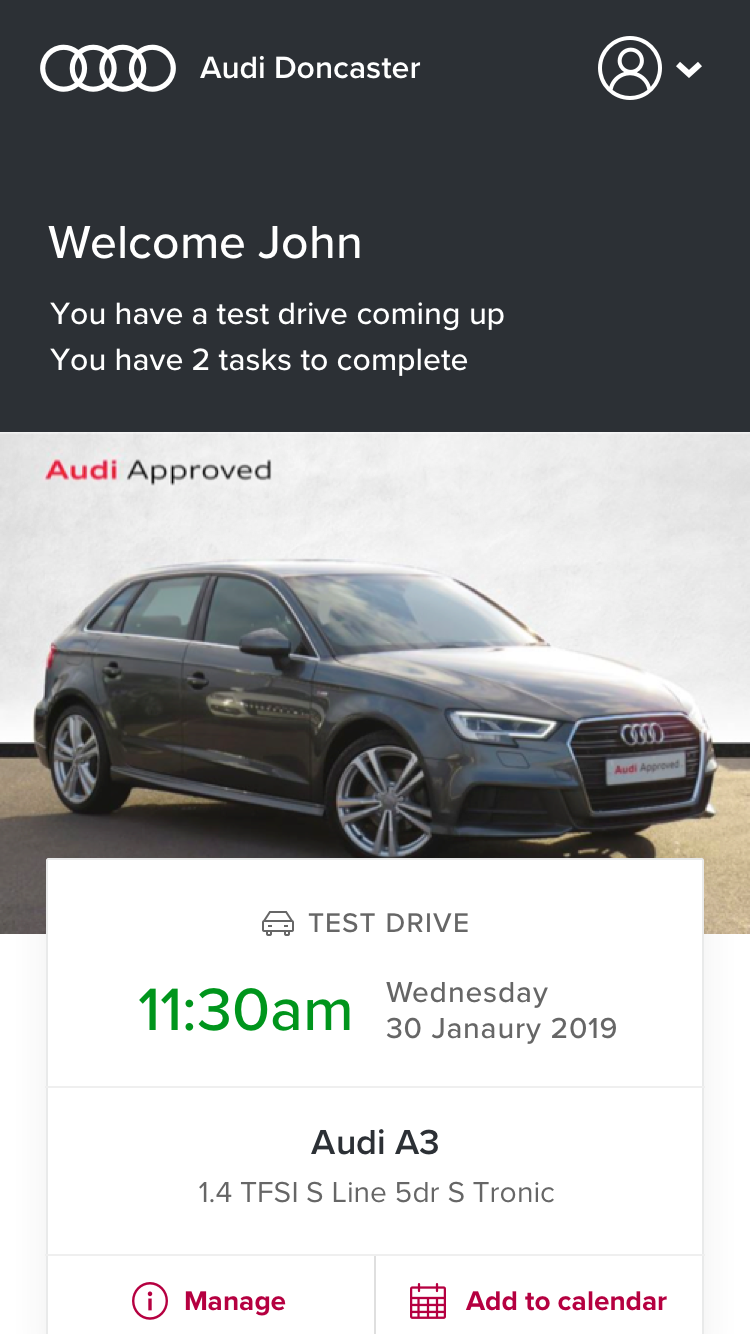 Audi Doncaster
Welcome John
You have a test drive coming up
You have 2 tasks to complete
Audi Approved
Audi Approved
TEST DRIVE
11:30am
Wednesday
30 Janaury 2019
Audi A3
1.4 TFSI S Line 5dr S Tronic
Manage
Add to calendar